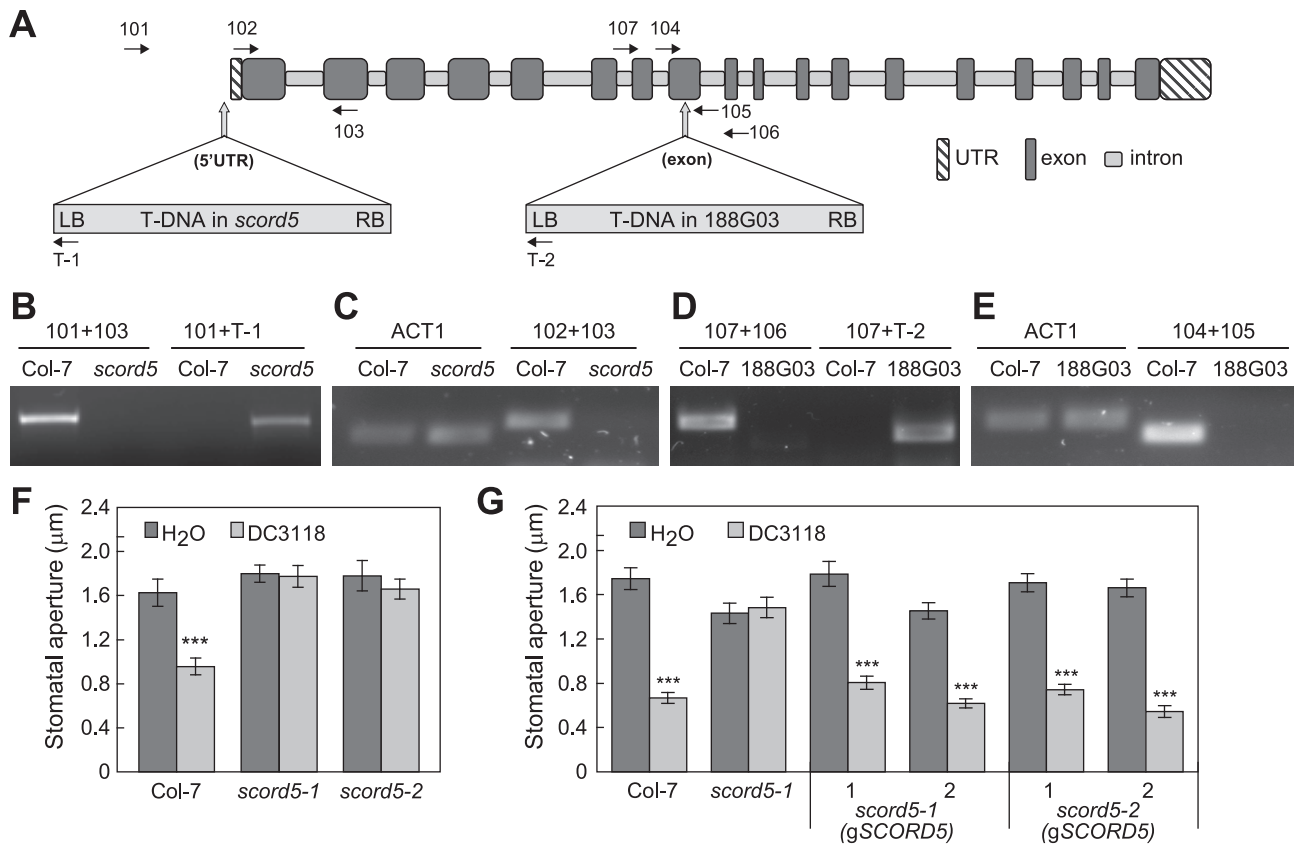 A
101
102
107
104
103
105
106
(5'UTR)
(exon)
UTR
exon
intron
LB T-DNA in scord5 RB
LB T-DNA in 188G03 RB
T-1
T-2
B
101+103
101+T-1
Col-7 scord5 Col-7 scord5
C
ACT1
102+103
Col-7 scord5 Col-7 scord5
D
107+106
107+T-2
Col-7 188G03 Col-7 188G03
E
ACT1
104+105
Col-7 188G03 Col-7 188G03
F
Stomatal aperture (μm)
2.4
2.0
1.6
1.2
0.8
0.4
0
H2O
DC3118
***
Col-7
scord5-1
scord5-2
G
Stomatal aperture (μm)
2.4
2.0
1.6
1.2
0.8
0.4
0
H2O
DC3118
***
***
***
***
***
Col-7
scord5-1
1
2
scord5-1
(gSCORD5)
1
2
scord5-2
(gSCORD5)